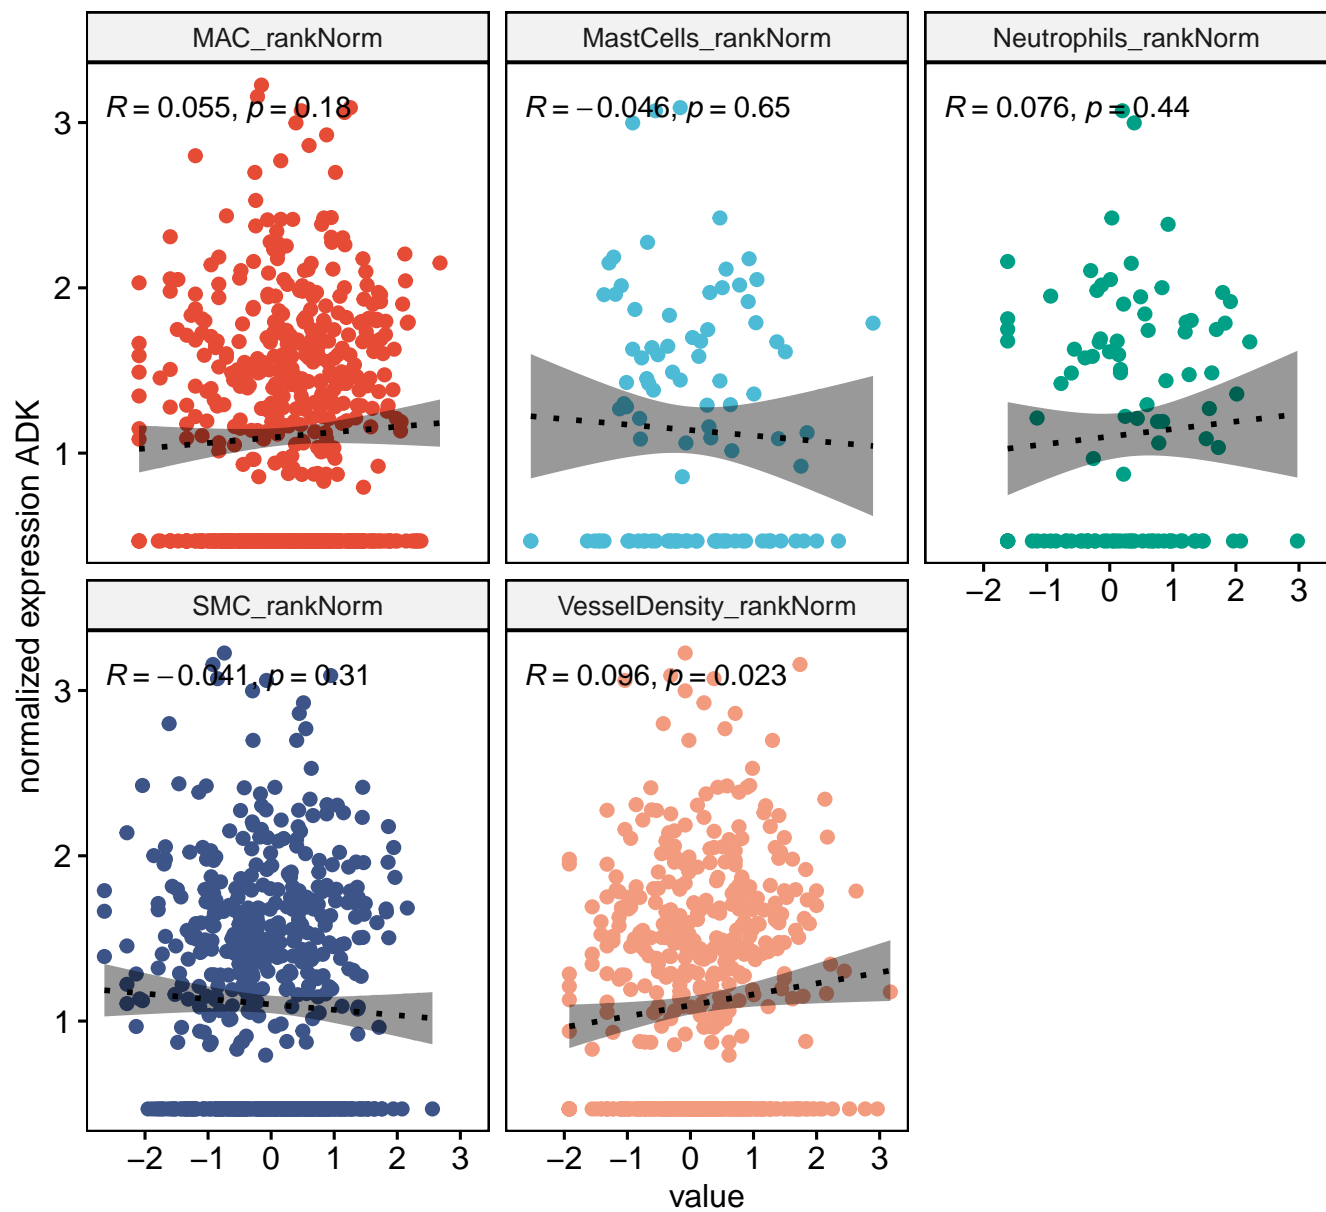 MAC_rankNorm
MastCells_rankNorm
Neutrophils_rankNorm
R = 0.055, p = 0.18
R = −0.046, p = 0.65
R = 0.076, p = 0.44
3
2
1
−2 −1 0 1 2 3
normalized expression ADK
SMC_rankNorm
VesselDensity_rankNorm
R = −0.041, p = 0.31
R = 0.096, p = 0.023
3
2
1
−2 −1 0 1 2 3
−2 −1 0 1 2 3
value